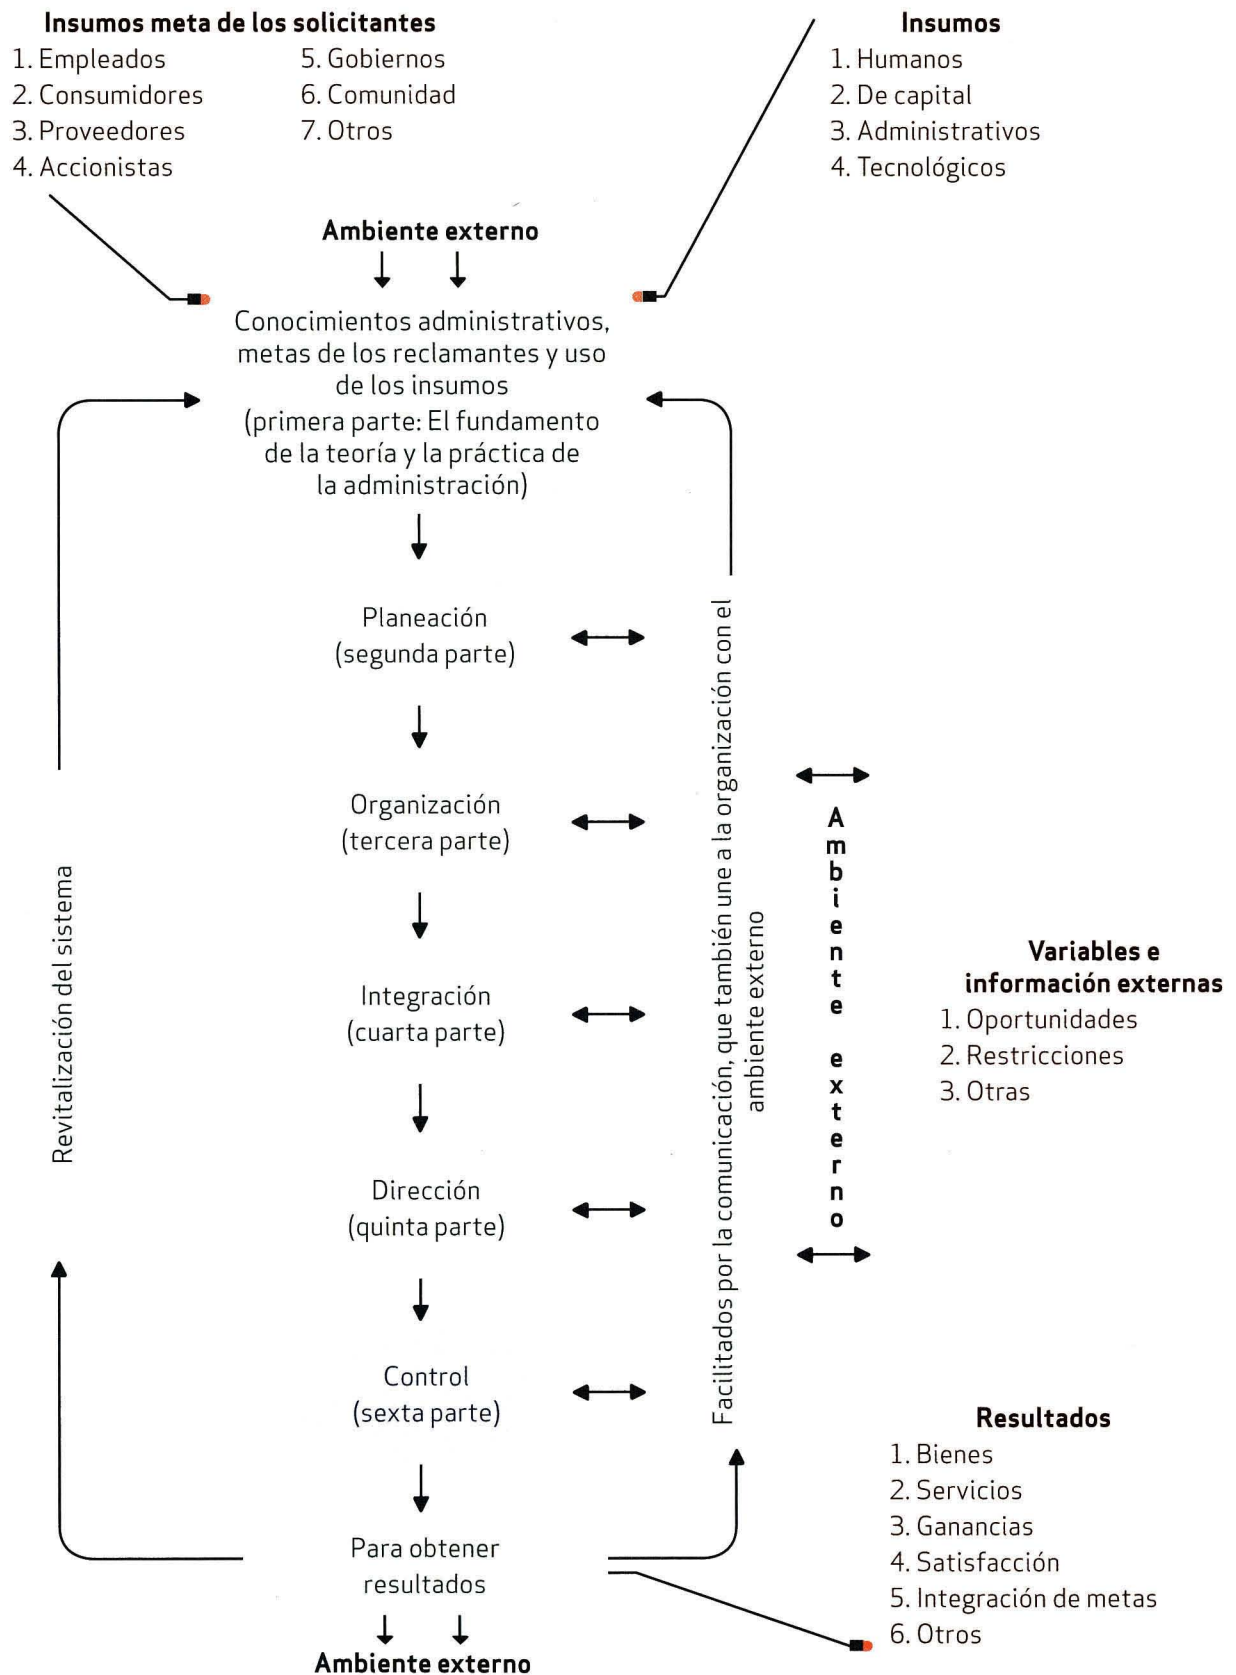 Insumos meta de los solicitantes
1. Empleados
2. Consumidores
3. Proveedores
4. Accionistas
5. Gobiernos
6. Comunidad
7. Otros
Insumos
1. Humanos
2. De capital
3. Administrativos
4. Tecnológicos
Ambiente externo
Conocimientos administrativos,
metas de los reclamantes y uso
de los insumos
(primera parte: El fundamento
de la teoría y la práctica de
la administración)
Planeación
(segunda parte)
Organización
(tercera parte)
Integración
(cuarta parte)
Dirección
(quinta parte)
Control
(sexta parte)
Para obtener
resultados
Ambiente externo
Revitalización del sistema
Facilitados por la comunicación, que también une a la organización con el
ambiente externo
Ambiente externo
Variables e
información externas
1. Oportunidades
2. Restricciones
3. Otras
Resultados
1. Bienes
2. Servicios
3. Ganancias
4. Satisfacción
5. Integración de metas
6. Otros